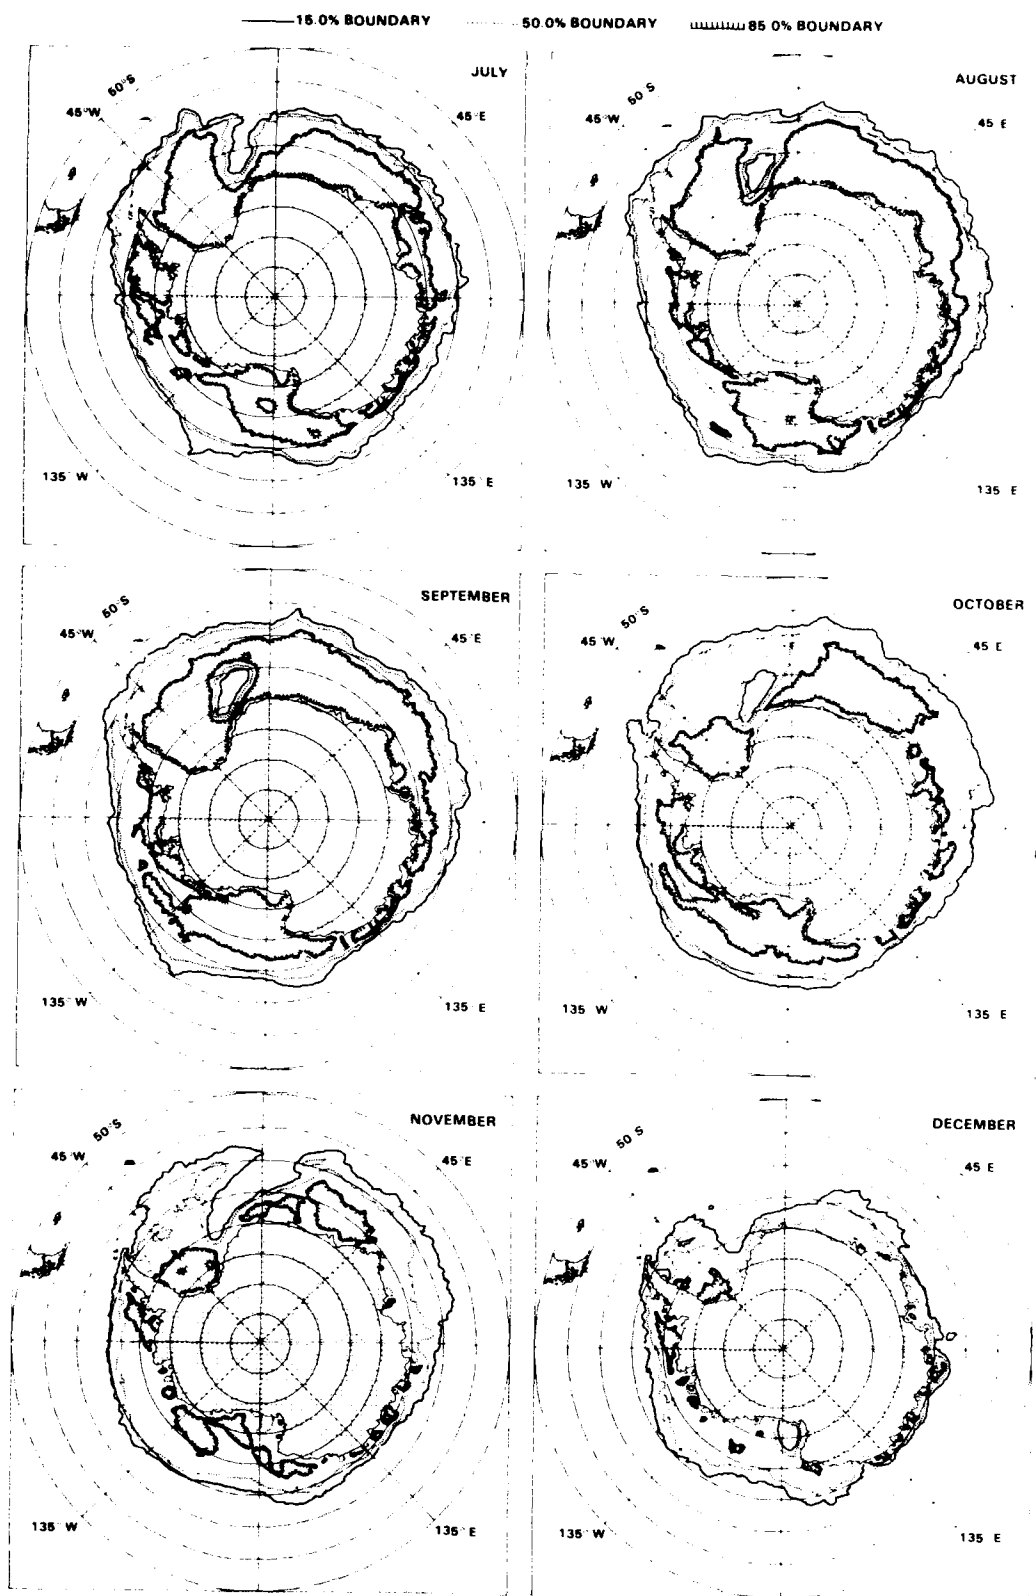 15.0% BOUNDARY 50.0% BOUNDARY 85.0% BOUNDARY
JULY
50°S
45°W
45°E
135°W
135°E
AUGUST
50 S
45 W
45 E
135 W
135 E
SEPTEMBER
50°S
45°W
45°E
135°W
135 E
OCTOBER
50°S
45 W
45 E
135 W
135 E
NOVEMBER
50°S
45°W
45°E
135°W
135°E
DECEMBER
50 S
45°W
45 E
135°W
135 E